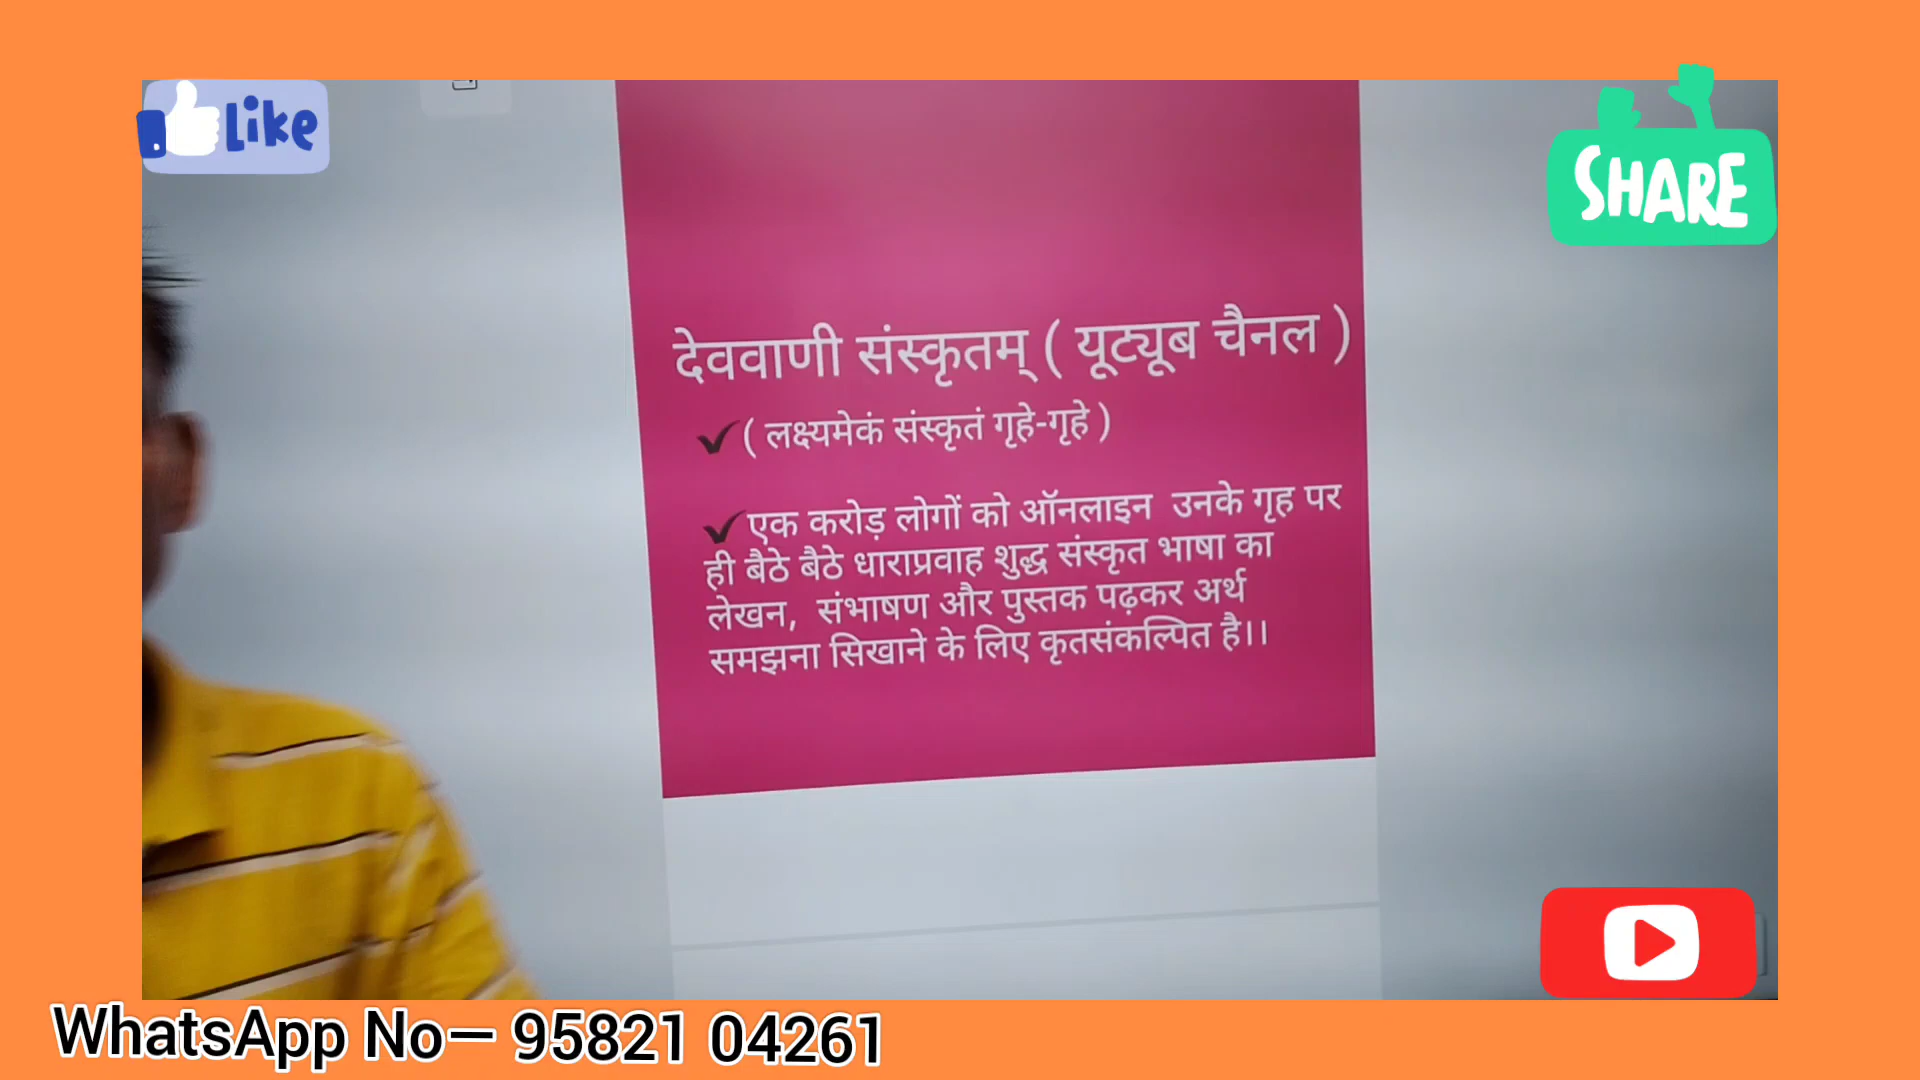 Like
SHARE
देववाणी संस्कृतम् ( यूट्यूब चैनल )
✔( लक्ष्यमेकं संस्कृतं गृहे-गृहे )
✔एक करोड़ लोगों को ऑनलाइन उनके गृह पर
ही बैठे बैठे धाराप्रवाह शुद्ध संस्कृत भाषा का
लेखन, संभाषण और पुस्तक पढ़कर अर्थ
समझना सिखाने के लिए कृतसंकल्पित है।।
WhatsApp No— 95821 04261